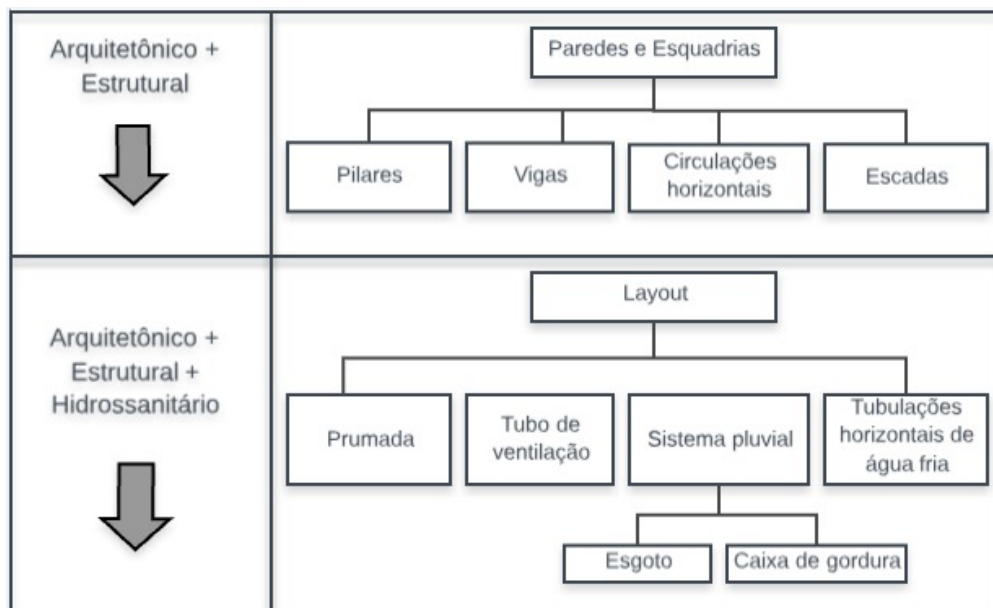 Arquitetônico +
Estrutural
Paredes e Esquadrias
Pilares
Vigas
Circulações
horizontais
Escadas
Arquitetônico +
Estrutural +
Hidrossanitário
Layout
Prumada
Tubo de
ventilação
Sistema pluvial
Tubulações
horizontais de
água fria
Esgoto
Caixa de gordura